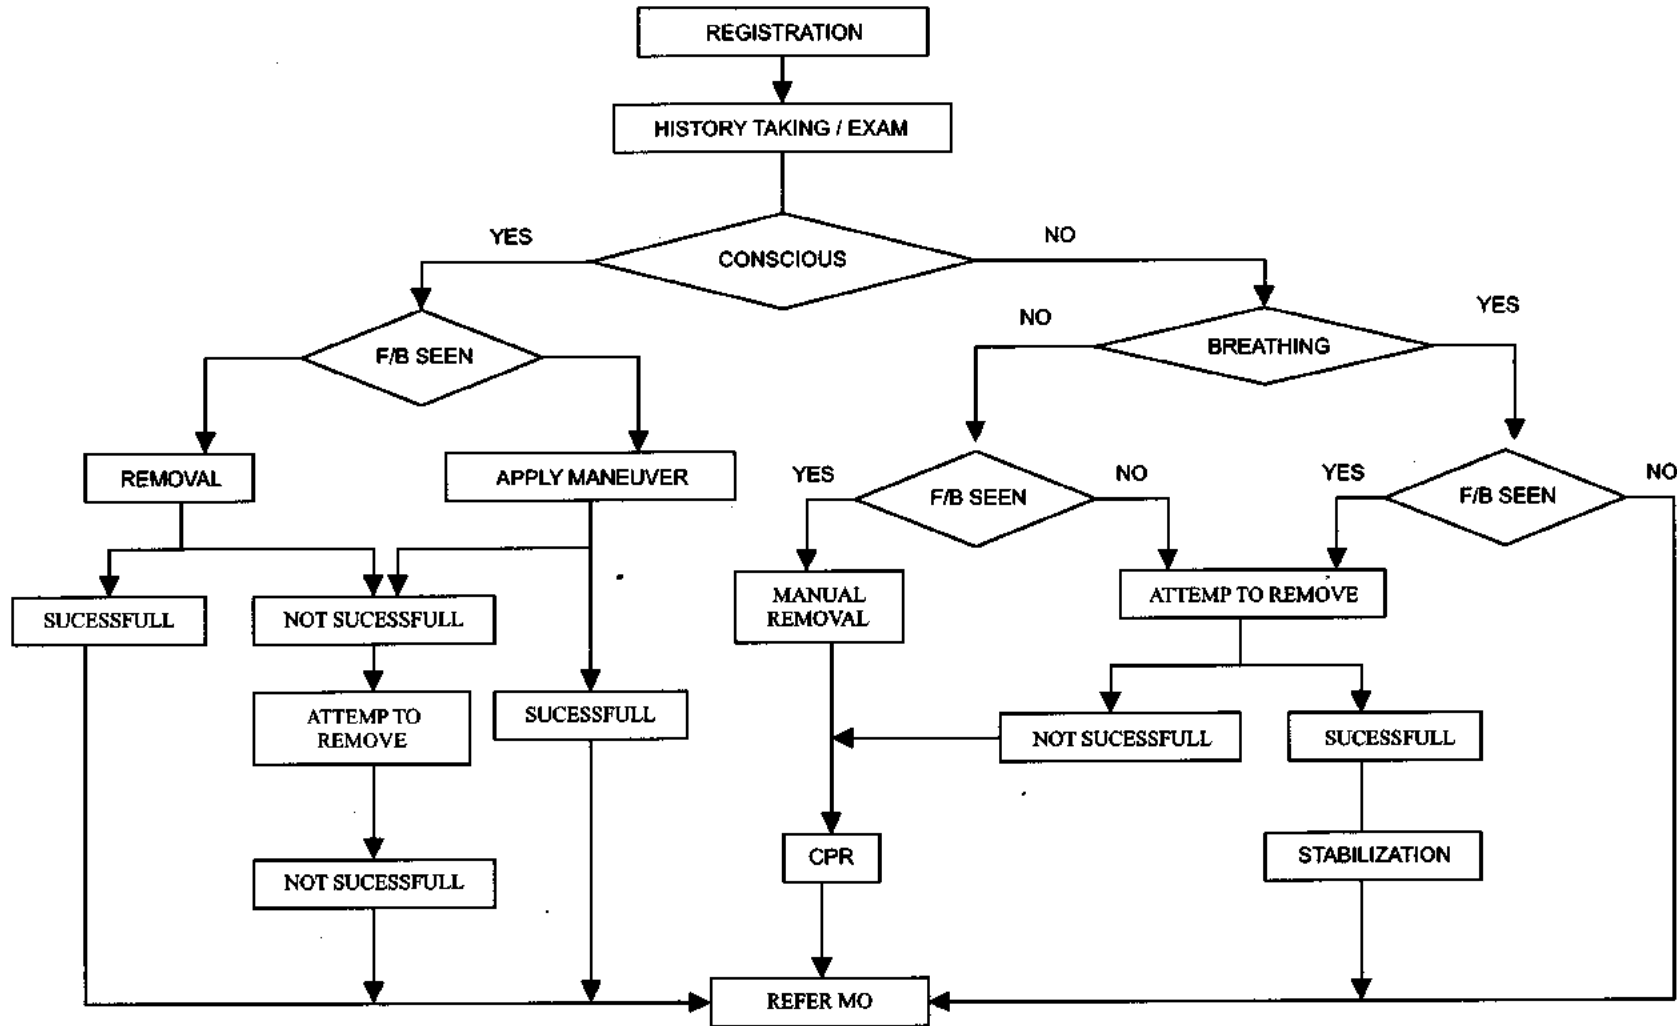 REGISTRATION
HISTORY TAKING / EXAM
YES
NO
CONSCIOUS
YES
NO
F/B SEEN
BREATHING
REMOVAL
APPLY MANEUVER
YES
F/B SEEN
NO
YES
F/B SEEN
NO
SUCESSFULL
NOT SUCESSFULL
MANUAL
REMOVAL
ATTEMP TO REMOVE
ATTEMP TO
REMOVE
SUCESSFULL
NOT SUCESSFULL
SUCESSFULL
NOT SUCESSFULL
CPR
STABILIZATION
REFER MO